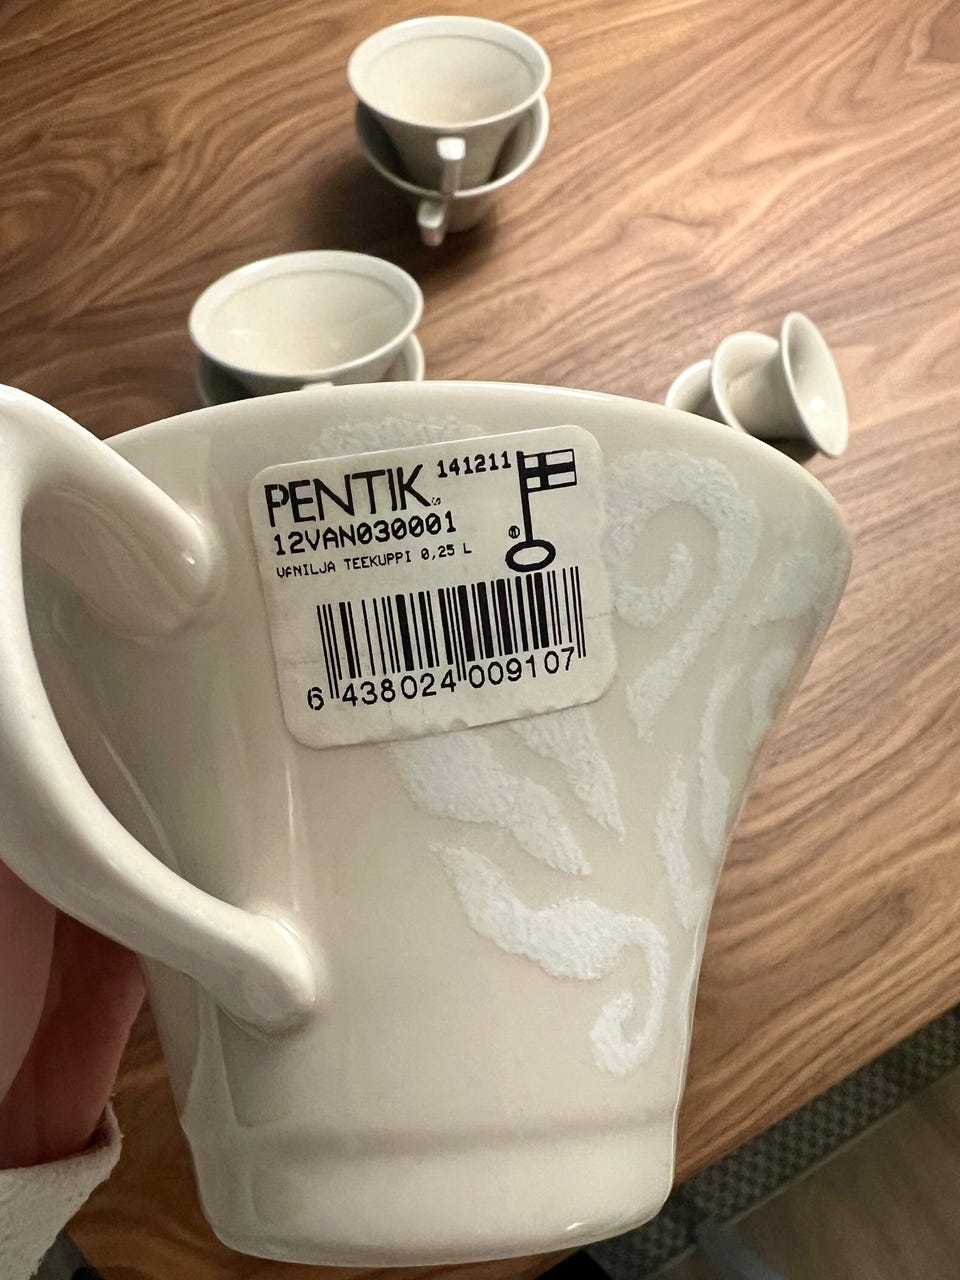 PENTIK 141211
12VAN030001
VANILJA TEEKUPPI 0,25 L
6 438024 009107